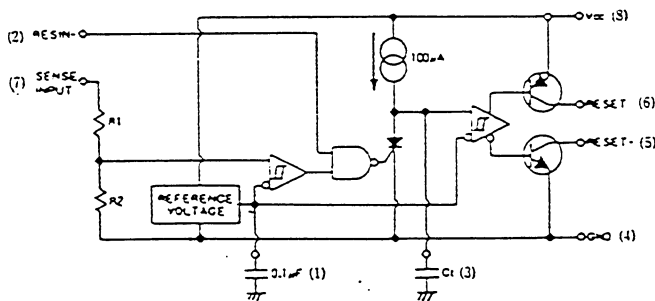 (2) RESIN-
(7) SENSE
INPUT
R1
R2
REFERENCE
VOLTAGE
100μA
Vcc (8)
RESET (6)
RESET- (5)
GND (4)
0.1μF (1)
Ct (3)